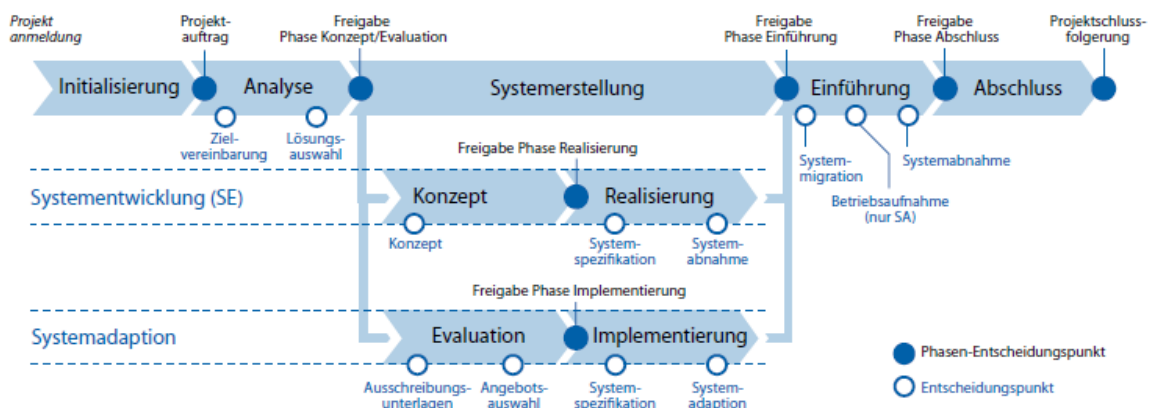 Projekt
anmeldung
Projekt-
auftrag
Freigabe
Phase Konzept/Evaluation
Freigabe
Phase Einführung
Freigabe
Phase Abschluss
Projektschluss-
folgerung
Initialisierung
Analyse
Systemerstellung
Einführung
Abschluss
Ziel-
vereinbarung
Lösungs-
auswahl
System-
migration
Betriebsaufnahme
(nur SA)
Systemabnahme
Freigabe Phase Realisierung
Systementwicklung (SE)
Konzept
Realisierung
Konzept
System-
spezifikation
System-
abnahme
Freigabe Phase Implementierung
Systemadaption
Evaluation
Implementierung
Ausschreibungs-
unterlagen
Angebots-
auswahl
System-
spezifikation
System-
adaption
Phasen-Entscheidungspunkt
Entscheidungspunkt